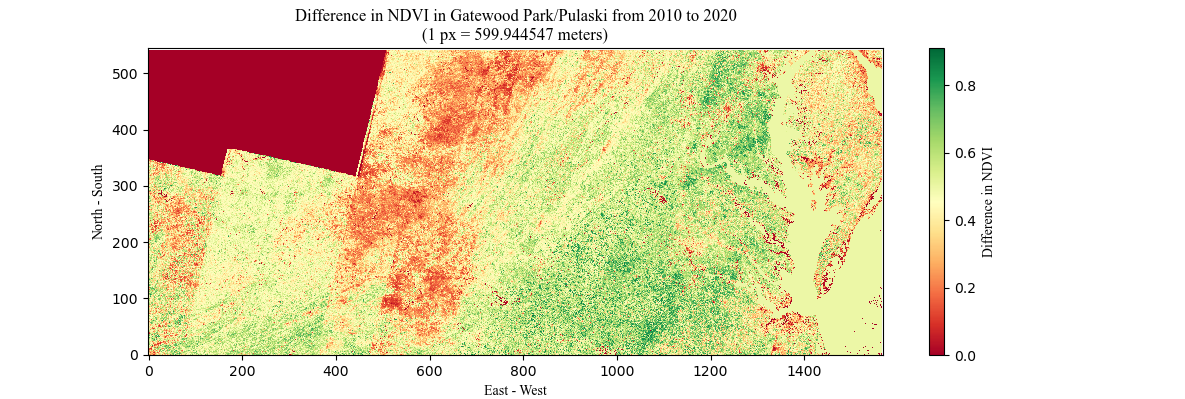 Difference in NDVI in Gatewood Park/Pulaski from 2010 to 2020
(1 px = 599.944547 meters)
500
400
300
200
100
0
North - South
0 200 400 600 800 1000 1200 1400
East - West
0.8
0.6
0.4
0.2
0.0
Difference in NDVI